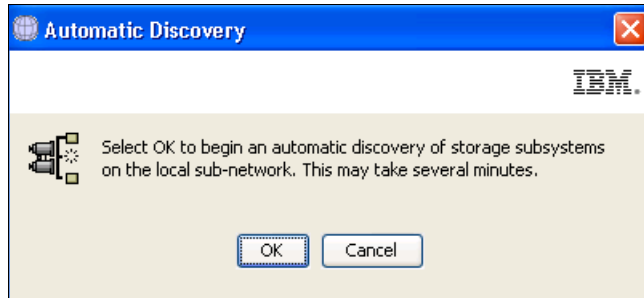 Automatic Discovery
IBM.
Select OK to begin an automatic discovery of storage subsystems
on the local sub-network. This may take several minutes.
OK
Cancel